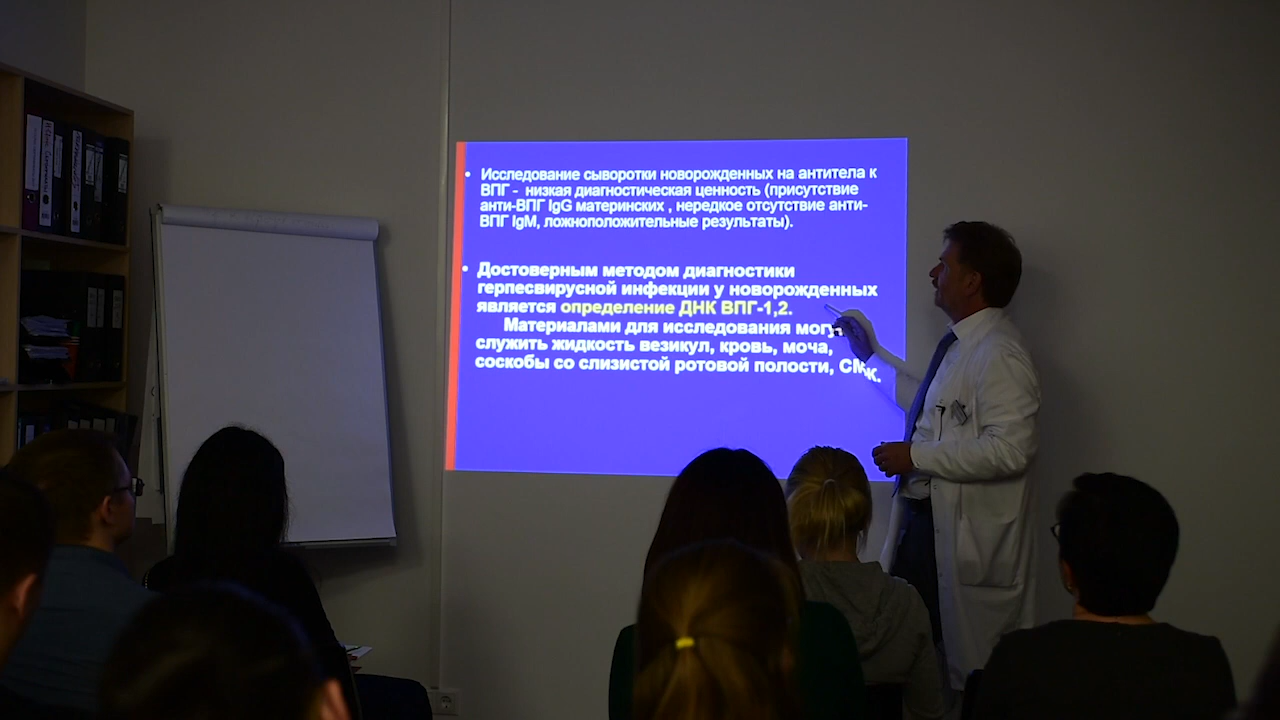 • Исследование сыворотки новорожденных на антитела к
ВПГ - низкая диагностическая ценность (присутствие
анти-ВПГ IgG материнских , нередкое отсутствие анти-
ВПГ IgM, ложноположительные результаты).
• Достоверным методом диагностики
герпесвирусной инфекции у новорожденных
является определение ДНК ВПГ-1,2.
Материалами для исследования могут
служить жидкость везикул, кровь, моча,
соскобы со слизистой ротовой полости, СМЖ.